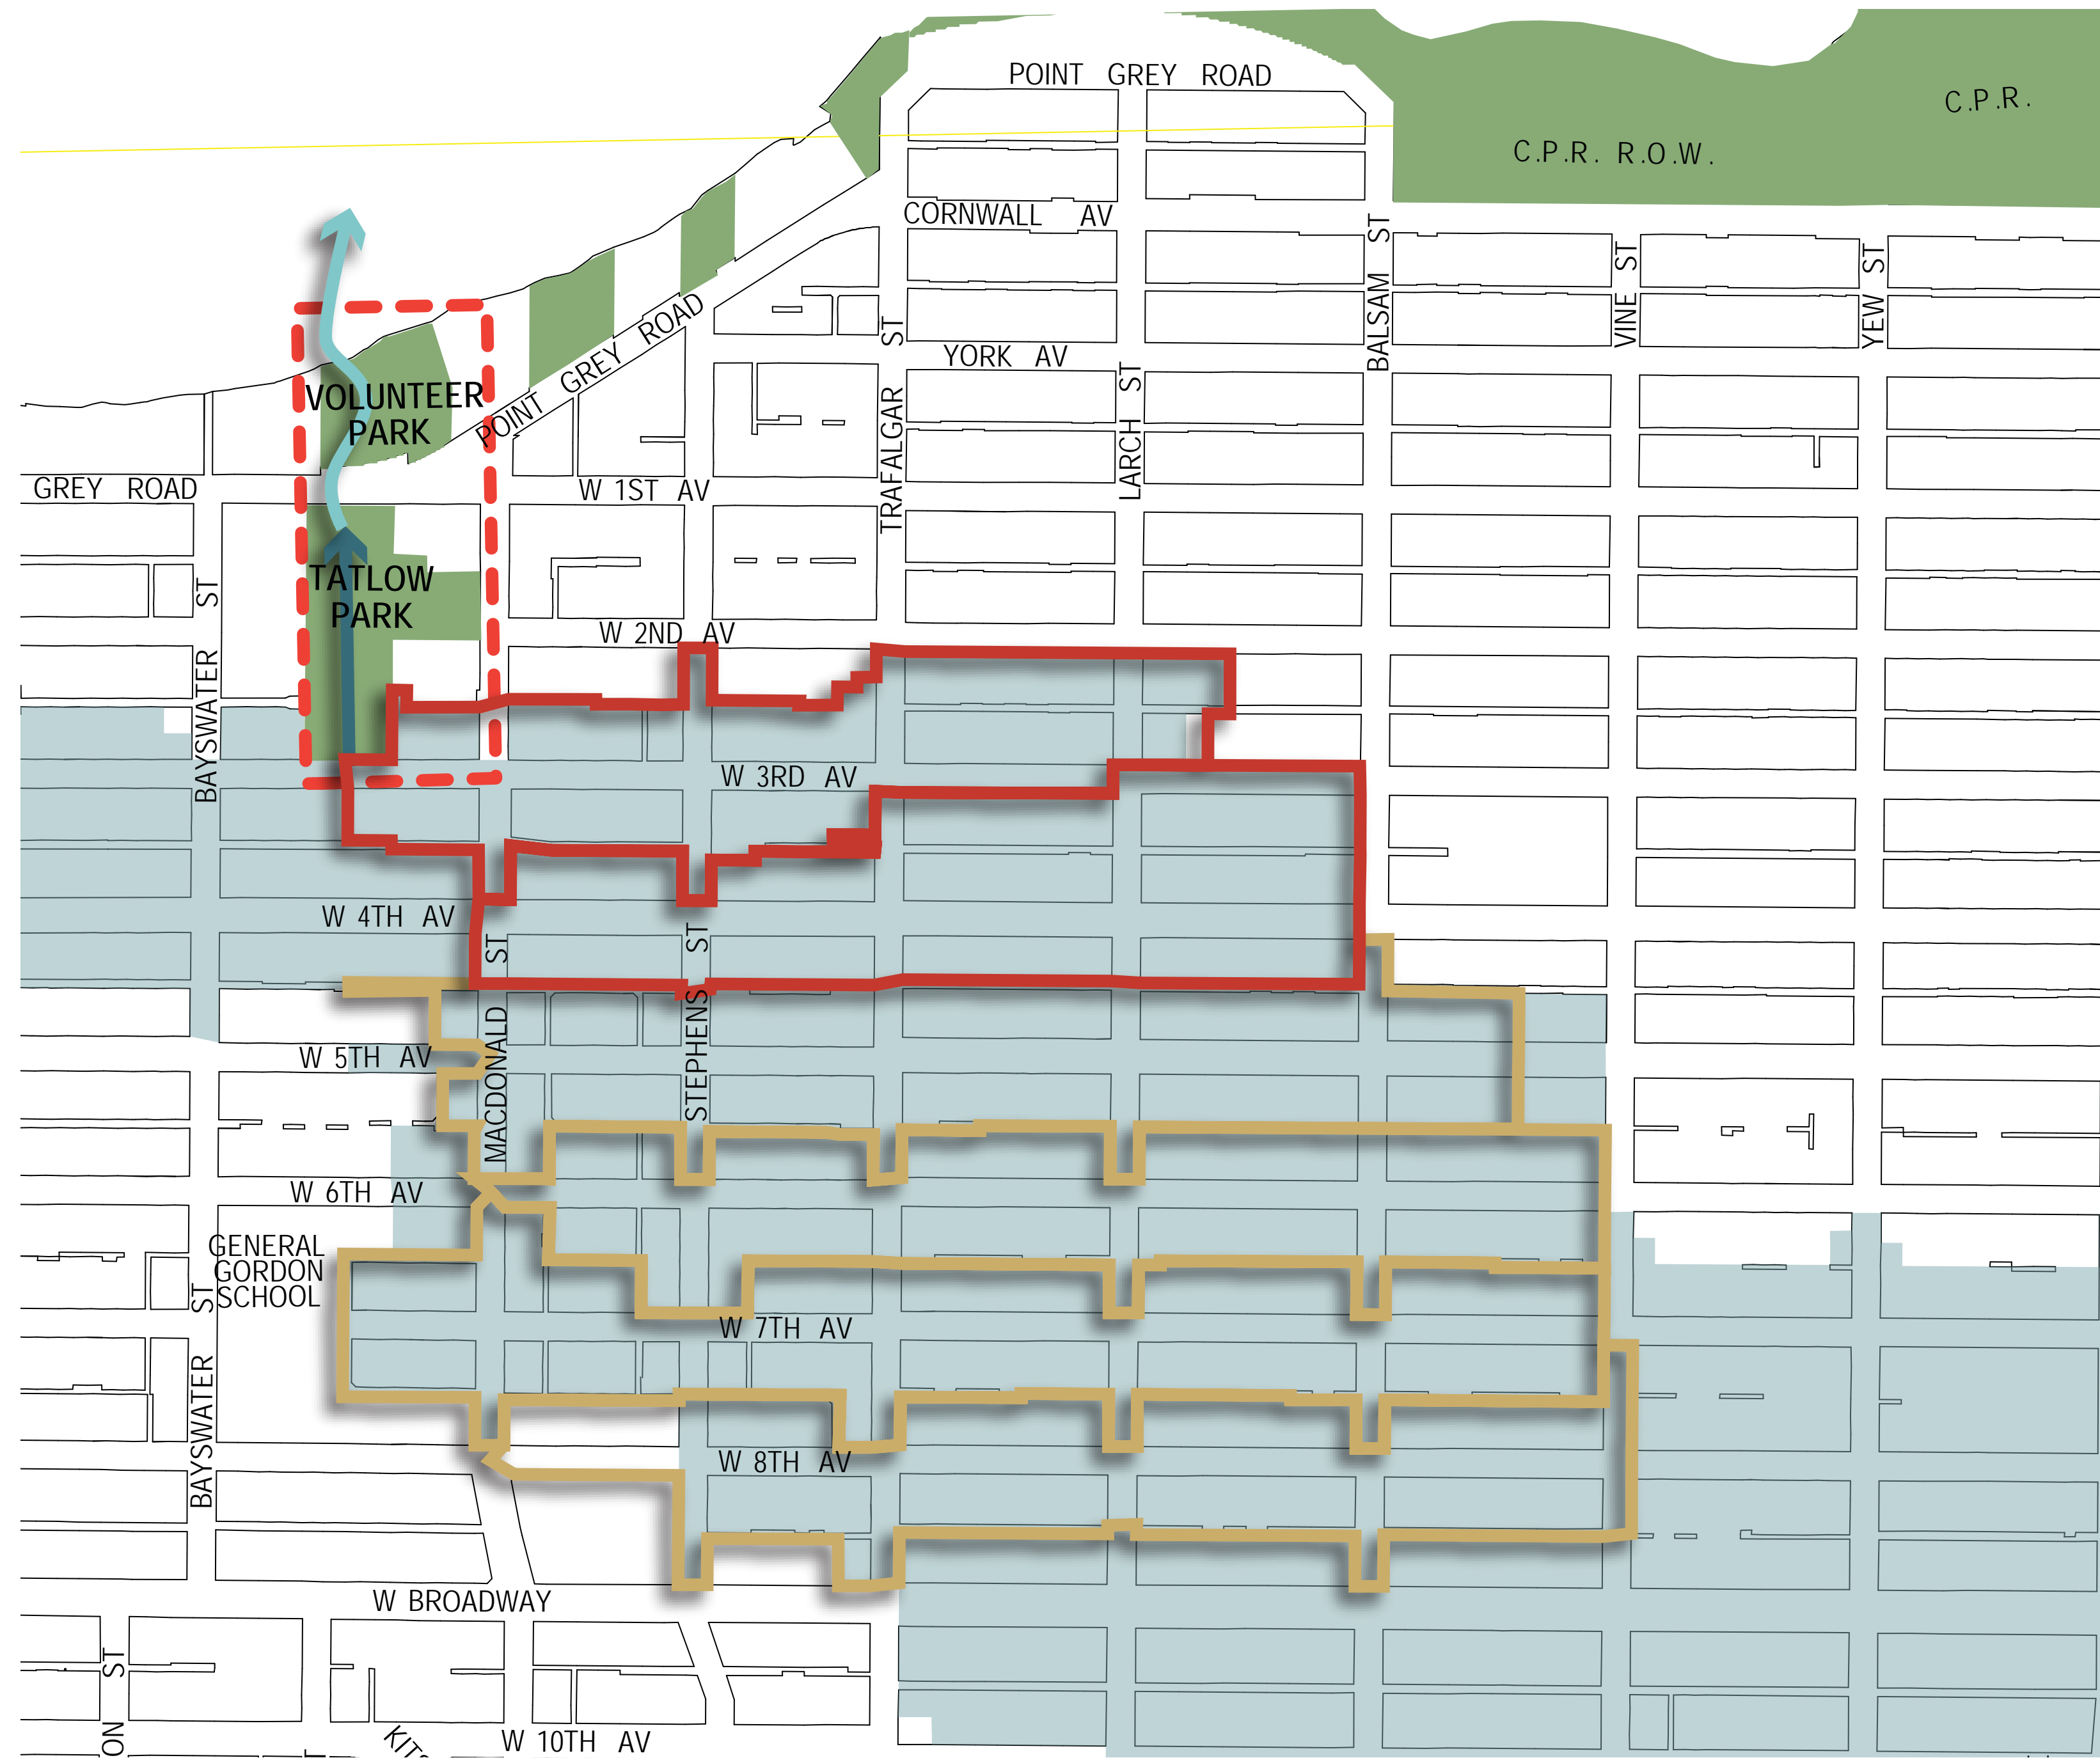 POINT GREY ROAD
C.P.R.
C.P.R. R.O.W.
CORNWALL AV
BALSAM ST
VINE ST
YEW ST
POINT GREY ROAD
YORK AV
TRAFALGAR ST
LARCH ST
VOLUNTEER
PARK
GREY ROAD
W 1ST AV
TATLOW
PARK
BAYSWATER ST
W 2ND AV
W 3RD AV
W 4TH AV
MACDONALD ST
STEPHENS ST
W 5TH AV
W 6TH AV
GENERAL
GORDON
SCHOOL
BAYSWATER ST
W 7TH AV
W 8TH AV
W BROADWAY
ON ST
W 10TH AV